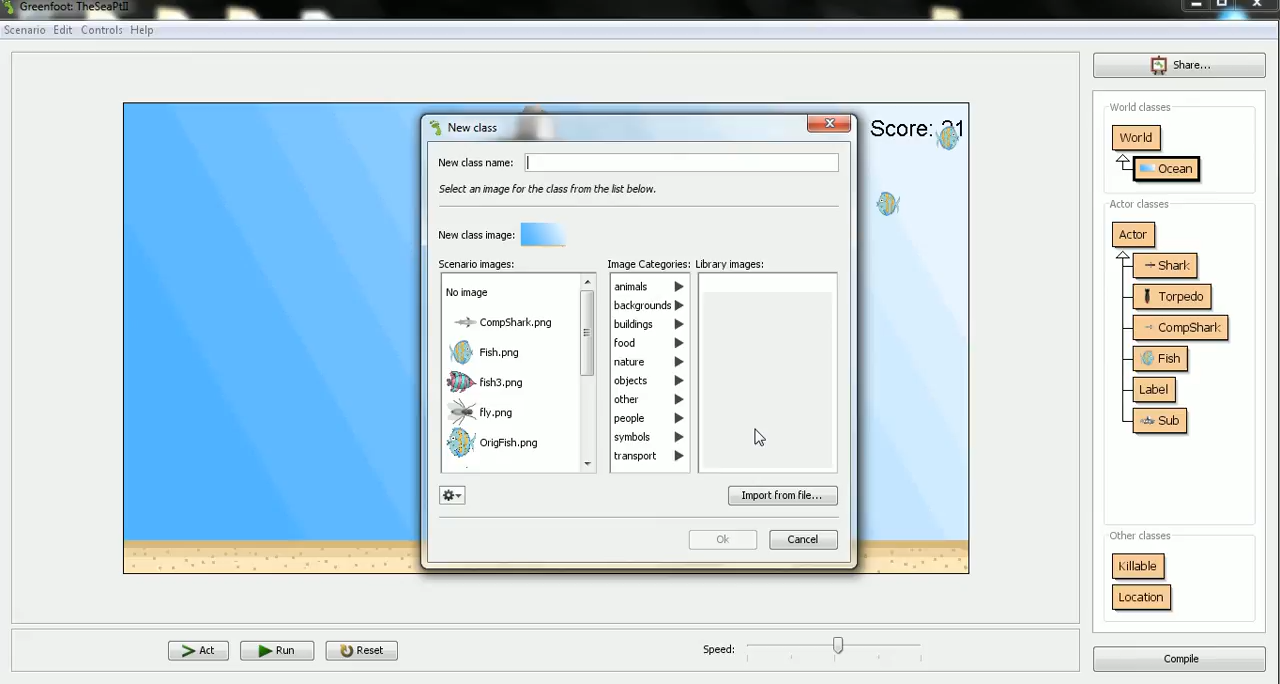 Greenfoot: TheSeaPtII
Scenario Edit Controls Help
Share...
World classes
World
Ocean
Actor classes
Actor
Shark
Torpedo
CompShark
Fish
Label
Sub
Other classes
Killable
Location
Compile
Score: 21
New class
New class name:
Select an image for the class from the list below.
New class image:
Scenario images: Image Categories: Library images:
No image
CompShark.png
Fish.png
fish3.png
fly.png
OrigFish.png
animals
backgrounds
buildings
food
nature
objects
other
people
symbols
transport
Import from file...
Ok Cancel
Act Run Reset Speed: